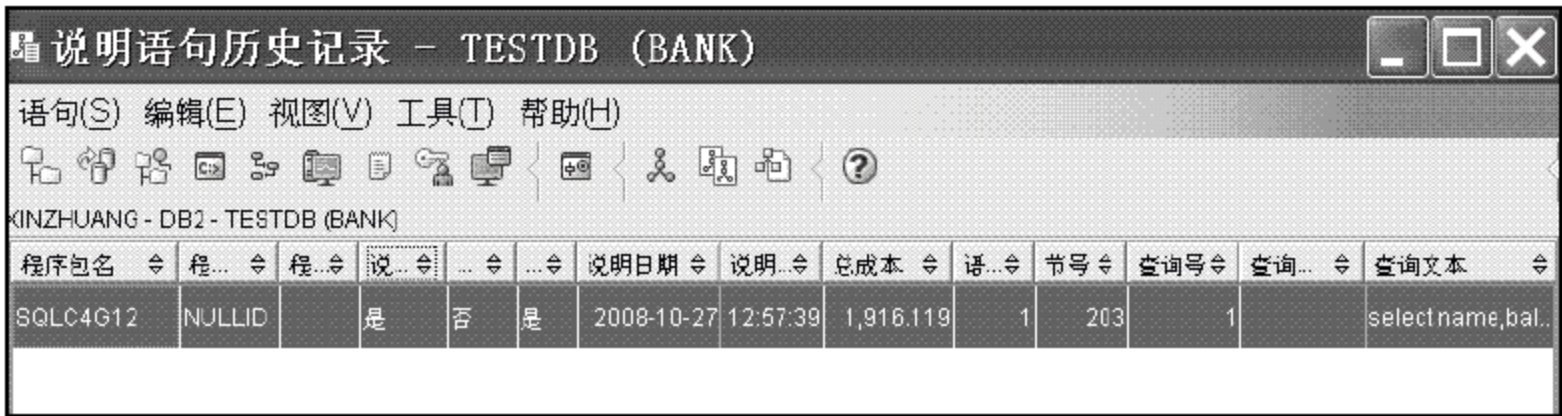 说明语句历史记录 - TESTDB (BANK)
语句(S) 编辑(E) 视图(V) 工具(T) 帮助(H)
XINZHUANG - DB2 - TESTDB (BANK)
程序包名 程... 程... 说... ... ... 说明日期 说明... 总成本 语... 节号 查询号 查询... 查询文本
SQLC4G12 NULLID 是 否 是 2008-10-27 12:57:39 1,916.119 1 203 1 select name,bal..